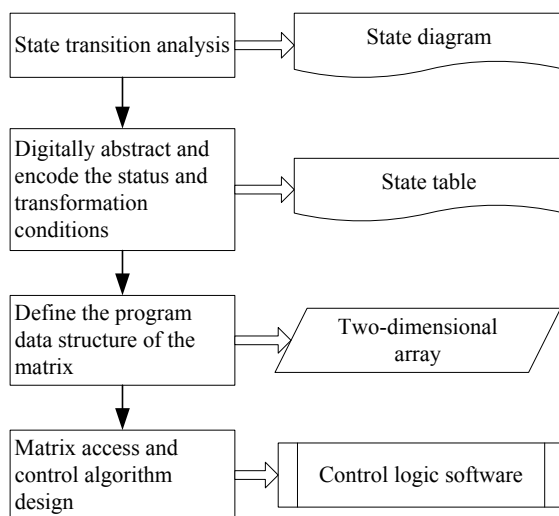 State transition analysis
State diagram
Digitally abstract and
encode the status and
transformation
conditions
State table
Define the program
data structure of the
matrix
Two-dimensional
array
Matrix access and
control algorithm
design
Control logic software